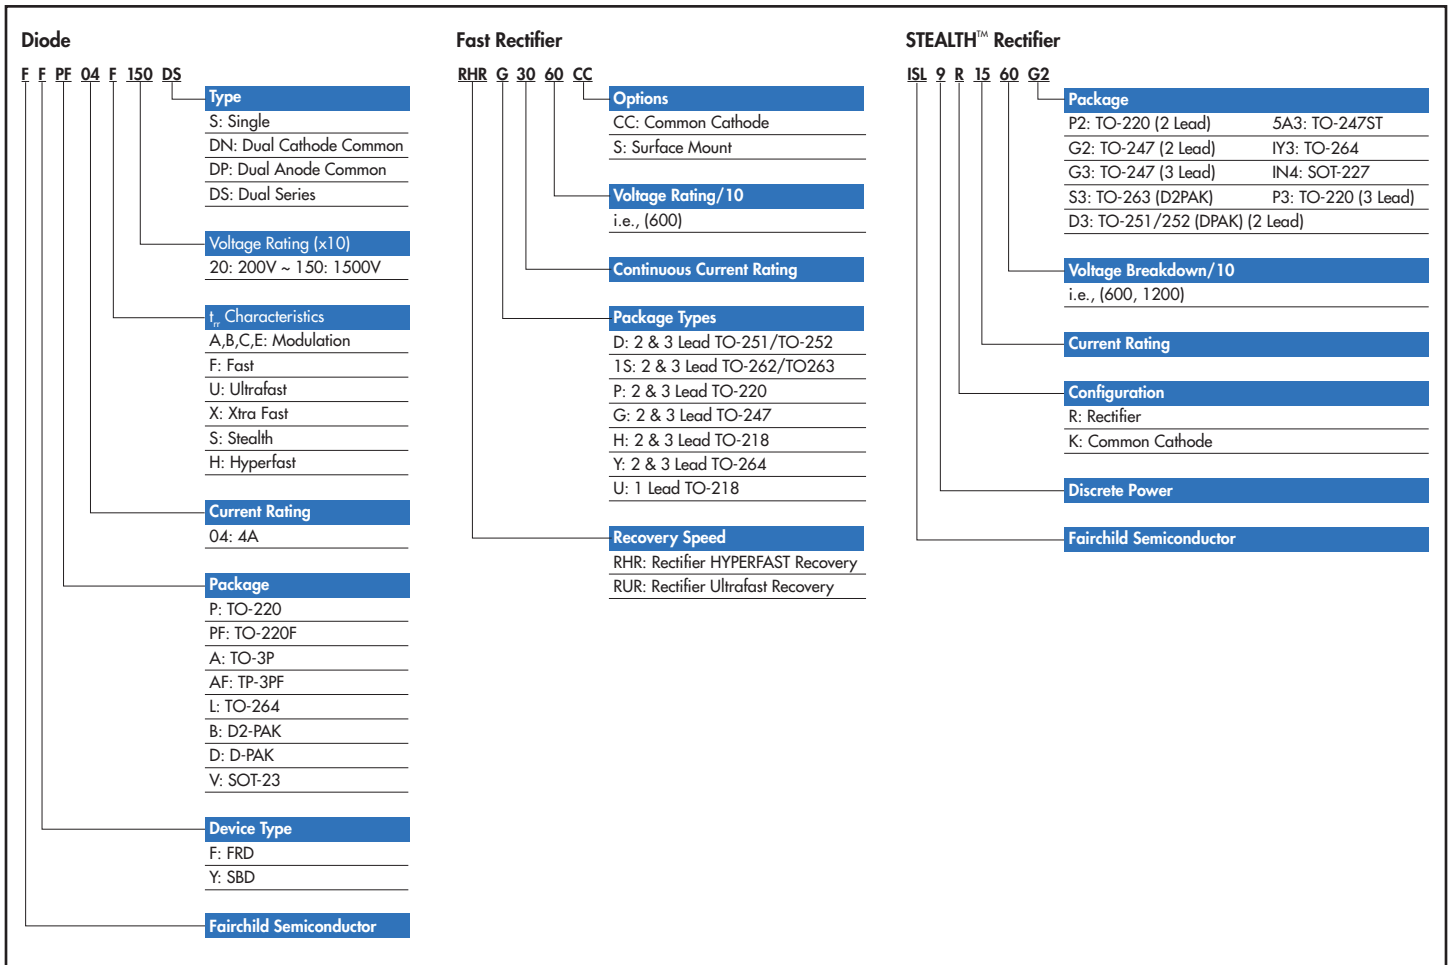 Diode
F F PF 04 F 150 DS
Type
S: Single
DN: Dual Cathode Common
DP: Dual Anode Common
DS: Dual Series
Voltage Rating (x10)
20: 200V ~ 150: 1500V
trr Characteristics
A,B,C,E: Modulation
F: Fast
U: Ultrafast
X: Xtra Fast
S: Stealth
H: Hyperfast
Current Rating
04: 4A
Package
P: TO-220
PF: TO-220F
A: TO-3P
AF: TP-3PF
L: TO-264
B: D2-PAK
D: D-PAK
V: SOT-23
Device Type
F: FRD
Y: SBD
Fairchild Semiconductor
Fast Rectifier
RHR G 30 60 CC
Options
CC: Common Cathode
S: Surface Mount
Voltage Rating/10
i.e., (600)
Continuous Current Rating
Package Types
D: 2 & 3 Lead TO-251/TO-252
1S: 2 & 3 Lead TO-262/TO263
P: 2 & 3 Lead TO-220
G: 2 & 3 Lead TO-247
H: 2 & 3 Lead TO-218
Y: 2 & 3 Lead TO-264
U: 1 Lead TO-218
Recovery Speed
RHR: Rectifier HYPERFAST Recovery
RUR: Rectifier Ultrafast Recovery
STEALTH™ Rectifier
ISL 9 R 15 60 G2
Package
P2: TO-220 (2 Lead) 5A3: TO-247ST
G2: TO-247 (2 Lead) IY3: TO-264
G3: TO-247 (3 Lead) IN4: SOT-227
S3: TO-263 (D2PAK) P3: TO-220 (3 Lead)
D3: TO-251/252 (DPAK) (2 Lead)
Voltage Breakdown/10
i.e., (600, 1200)
Current Rating
Configuration
R: Rectifier
K: Common Cathode
Discrete Power
Fairchild Semiconductor